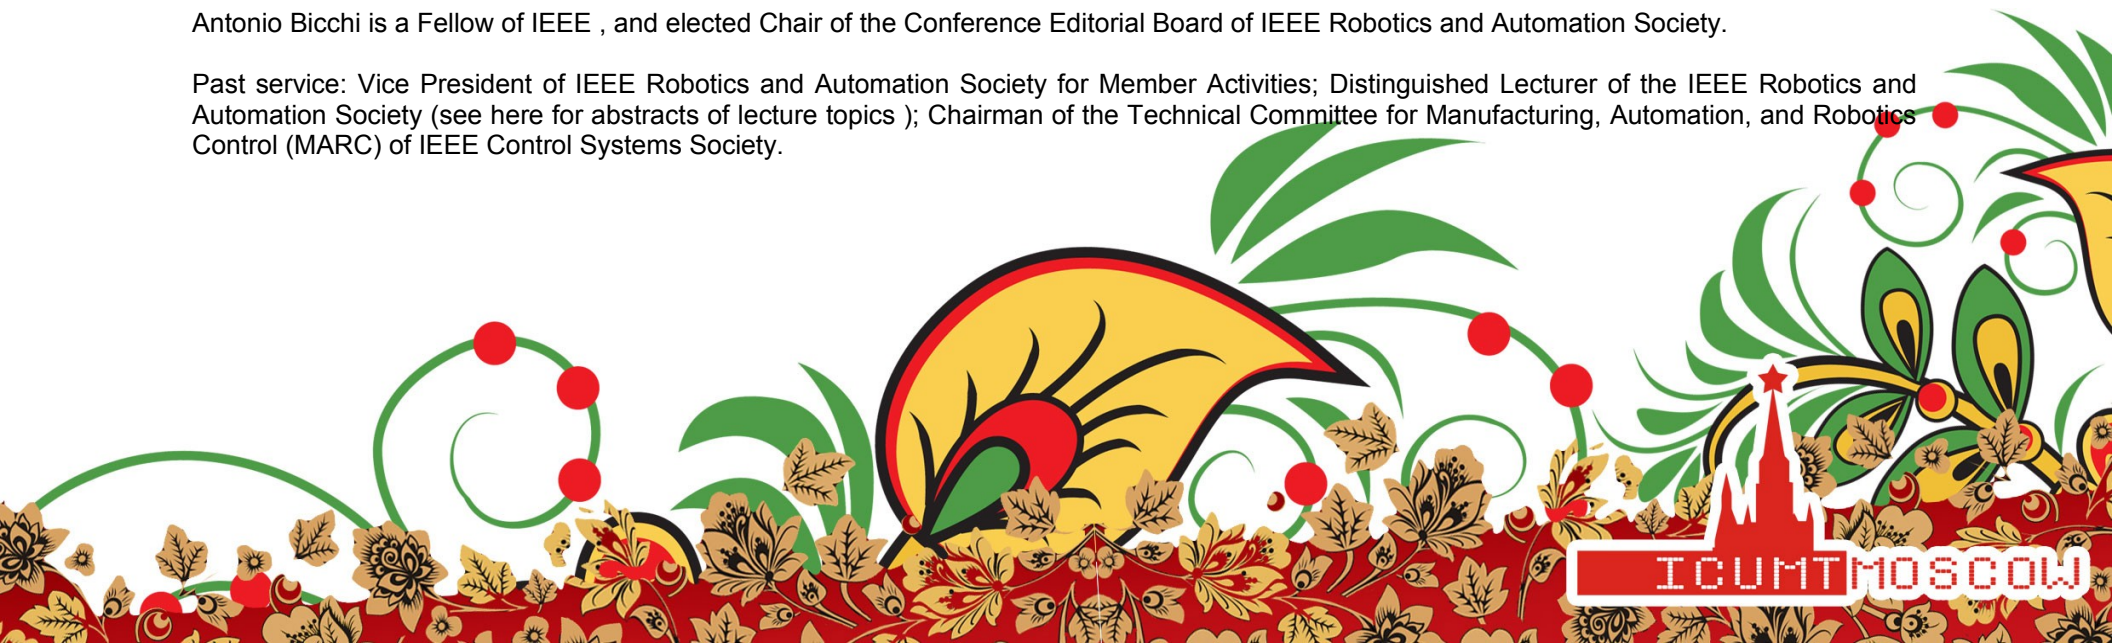 Antonio Bicchi is a Fellow of IEEE , and elected Chair of the Conference Editorial Board of IEEE Robotics and Automation Society.
Past service: Vice President of IEEE Robotics and Automation Society for Member Activities; Distinguished Lecturer of the IEEE Robotics and
Automation Society (see here for abstracts of lecture topics ); Chairman of the Technical Committee for Manufacturing, Automation, and Robotics
Control (MARC) of IEEE Control Systems Society.
ICUMTMOSCOW